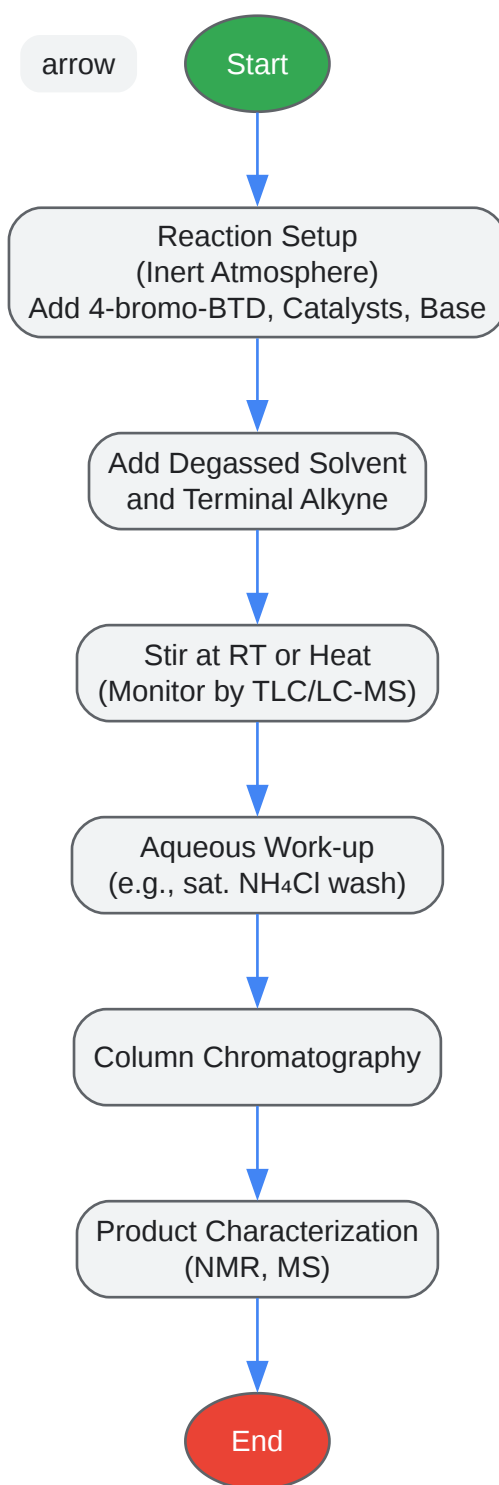 arrow
Start
Reaction Setup
(Inert Atmosphere)
Add 4-bromo-BTD, Catalysts, Base
Add Degassed Solvent
and Terminal Alkyne
Stir at RT or Heat
(Monitor by TLC/LC-MS)
Aqueous Work-up
(e.g., sat. NH₄Cl wash)
Column Chromatography
Product Characterization
(NMR, MS)
End